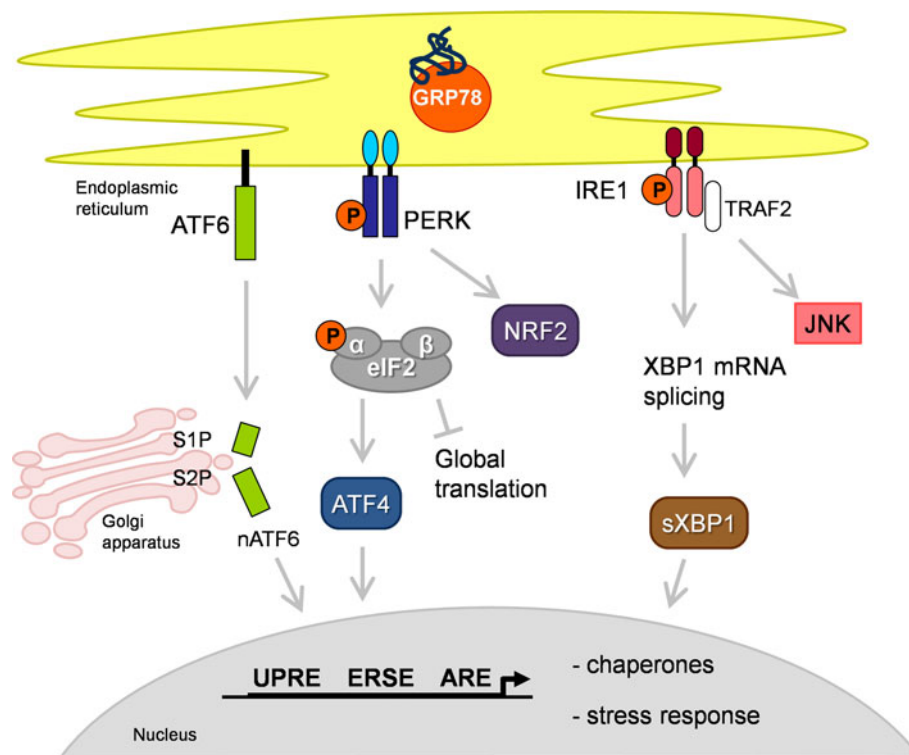 GRP78
Endoplasmic
reticulum
ATF6
P
PERK
IRE1
P
TRAF2
P
α
β
eIF2
NRF2
JNK
XBP1 mRNA
splicing
S1P
S2P
Golgi
apparatus
nATF6
ATF4
Global
translation
sXBP1
UPRE ERSE ARE
- chaperones
- stress response
Nucleus